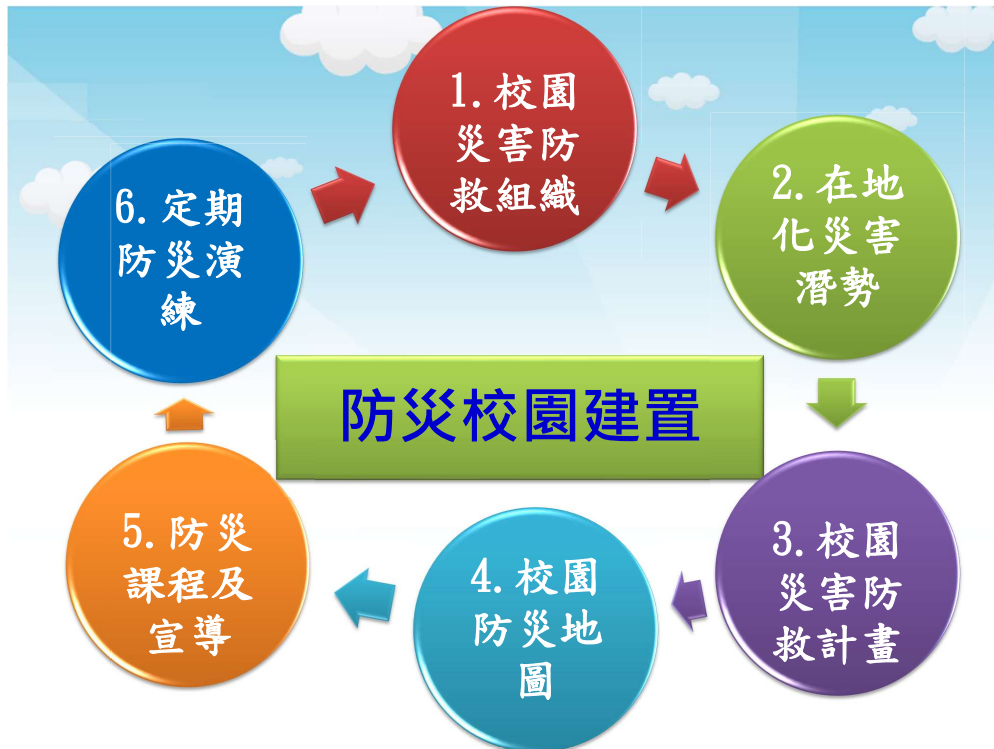 1.校園
災害防
救組織
2.在地
化災害
潛勢
3.校園
災害防
救計畫
4.校園
防災地
圖
5.防災
課程及
宣導
6.定期
防災演
練
防災校園建置